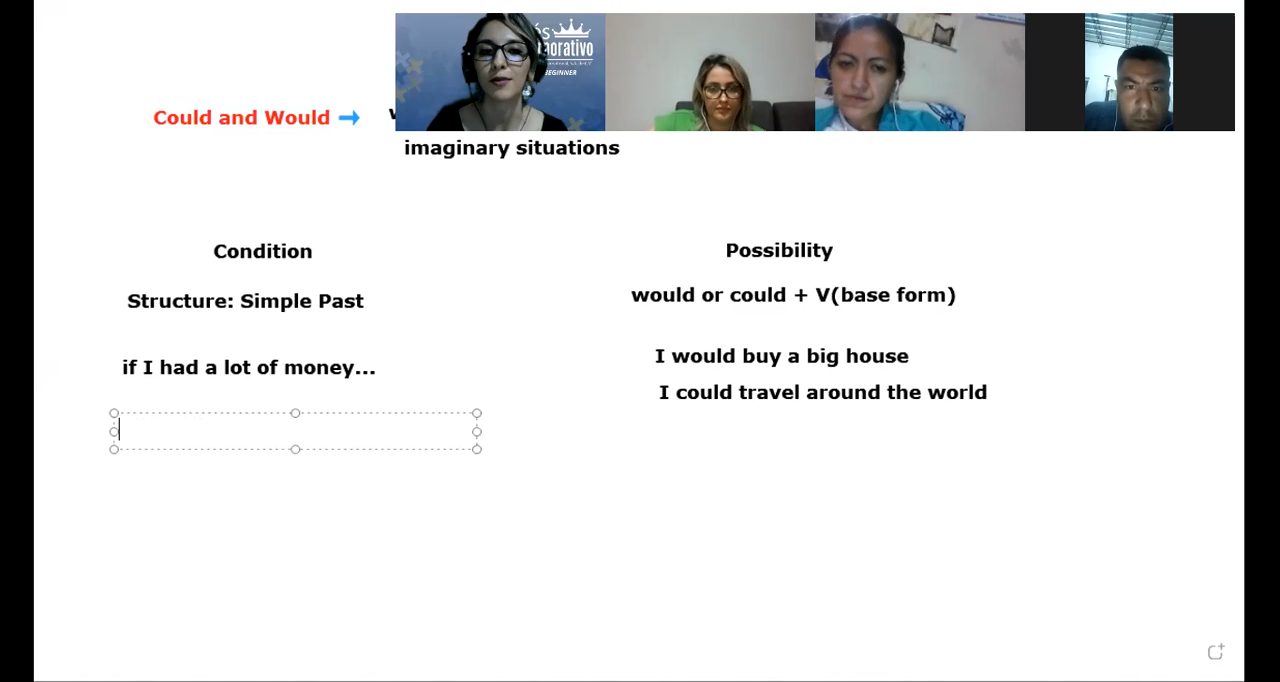 orativo
BEGINNER
Could and Would
imaginary situations
Condition
Possibility
Structure: Simple Past
would or could + V(base form)
if I had a lot of money...
I would buy a big house
I could travel around the world